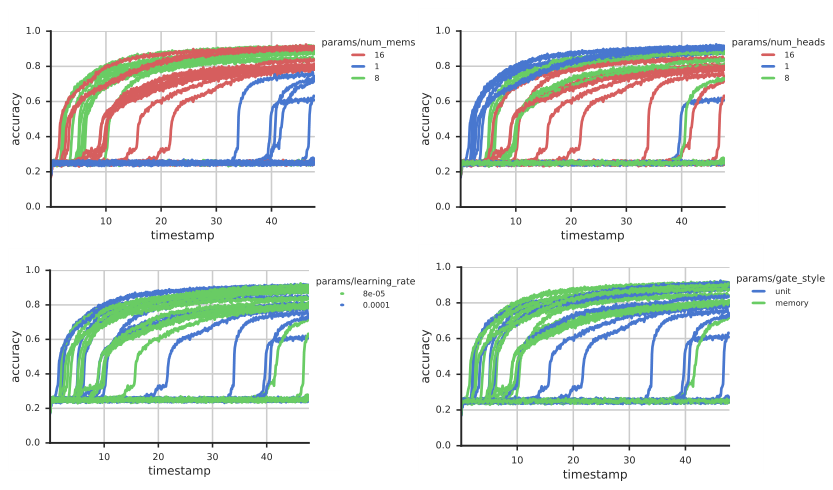 1.0
0.8
0.6
0.4
0.2
0.0
accuracy
10 20 30 40
timestamp
params/num_mems
16
1
8
1.0
0.8
0.6
0.4
0.2
0.0
accuracy
10 20 30 40
timestamp
params/num_heads
16
1
8
1.0
0.8
0.6
0.4
0.2
0.0
accuracy
10 20 30 40
timestamp
params/learning_rate
8e-05
0.0001
1.0
0.8
0.6
0.4
0.2
0.0
accuracy
10 20 30 40
timestamp
params/gate_style
unit
memory